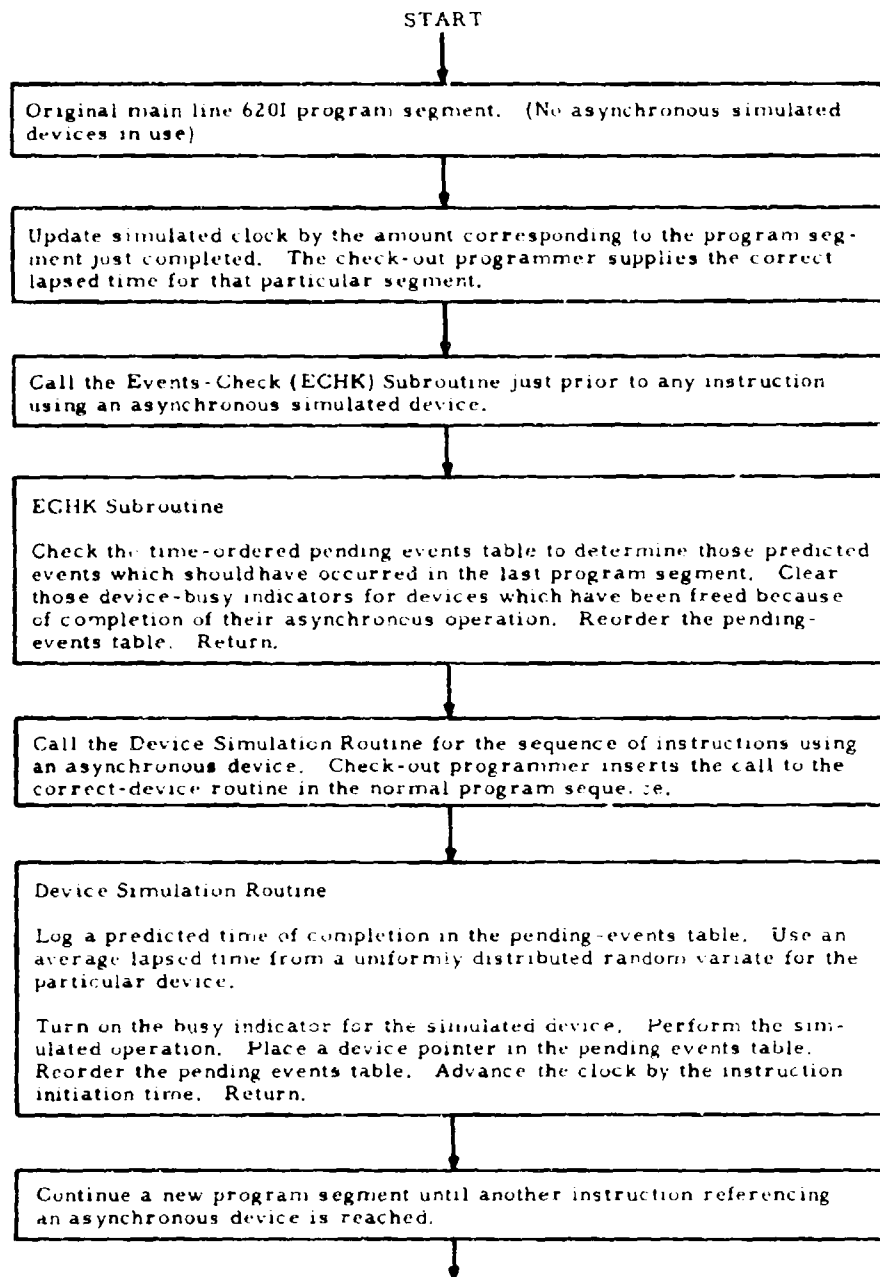 START
Original main line 620I program segment. (No asynchronous simulated
devices in use)
Update simulated clock by the amount corresponding to the program seg-
ment just completed. The check-out programmer supplies the correct
lapsed time for that particular segment.
Call the Events-Check (ECHK) Subroutine just prior to any instruction
using an asynchronous simulated device.
ECHK Subroutine
Check the time-ordered pending events table to determine those predicted
events which should have occurred in the last program segment. Clear
those device-busy indicators for devices which have been freed because
of completion of their asynchronous operation. Reorder the pending-
events table. Return.
Call the Device Simulation Routine for the sequence of instructions using
an asynchronous device. Check-out programmer inserts the call to the
correct-device routine in the normal program sequence.
Device Simulation Routine
Log a predicted time of completion in the pending-events table. Use an
average lapsed time from a uniformly distributed random variate for the
particular device.
Turn on the busy indicator for the simulated device. Perform the sim-
ulated operation. Place a device pointer in the pending events table.
Reorder the pending events table. Advance the clock by the instruction
initiation time. Return.
Continue a new program segment until another instruction referencing
an asynchronous device is reached.